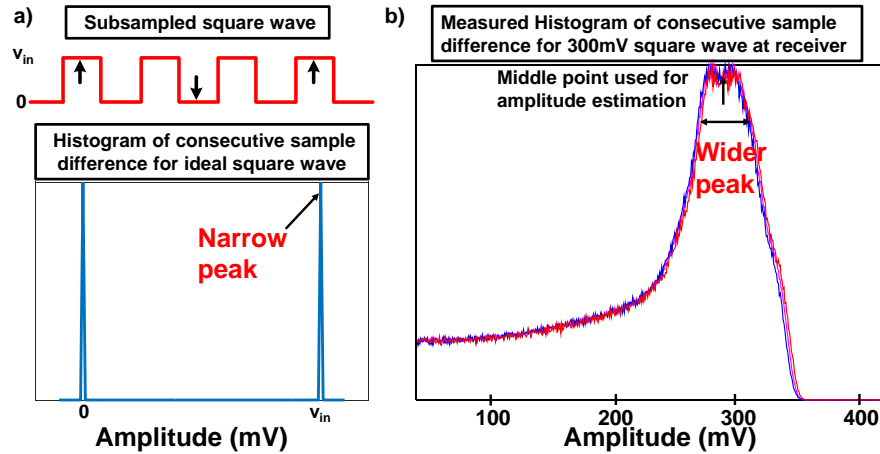 a)
Subsampled square wave
v_in
0
Histogram of consecutive sample
difference for ideal square wave
Narrow
peak
0
v_in
Amplitude (mV)
b)
Measured Histogram of consecutive sample
difference for 300mV square wave at receiver
Middle point used for
amplitude estimation
Wider
peak
100
200
300
400
Amplitude (mV)